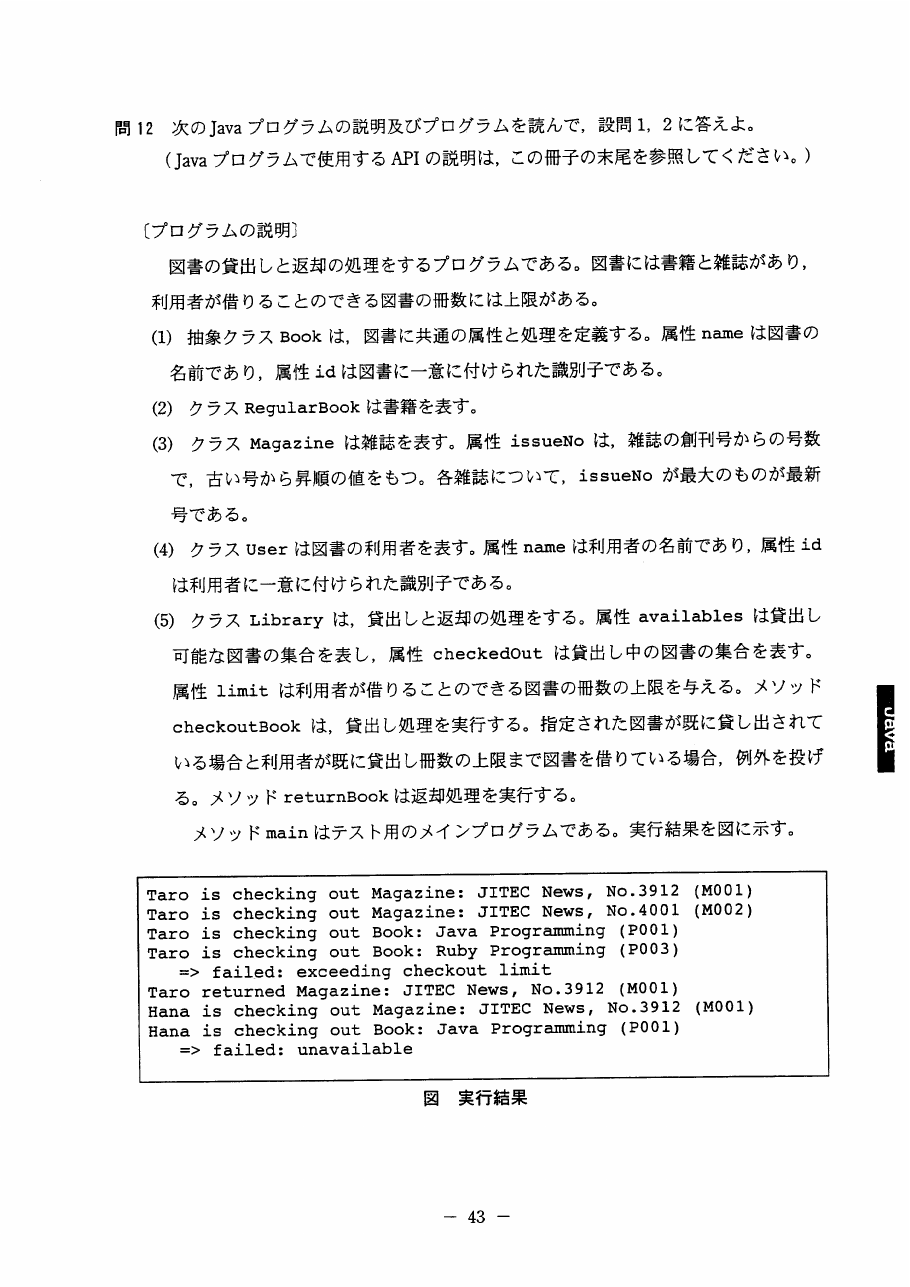 問12 次のJavaプログラムの説明及びプログラムを読んで，設問1，2に答えよ。
（Javaプログラムで使用するAPIの説明は，この冊子の末尾を参照してください。）
〔プログラムの説明〕
図書の貸出しと返却の処理をするプログラムである。図書には書籍と雑誌があり，
利用者が借りることのできる図書の冊数には上限がある。
(1) 抽象クラス Book は，図書に共通の属性と処理を定義する。属性 name は図書の
名前であり，属性 id は図書に一意に付けられた識別子である。
(2) クラス RegularBook は書籍を表す。
(3) クラス Magazine は雑誌を表す。属性 issueNo は，雑誌の創刊号からの号数
で，古い号から昇順の値をもつ。各雑誌について，issueNo が最大のものが最新
号である。
(4) クラス User は図書の利用者を表す。属性 name は利用者の名前であり，属性 id
は利用者に一意に付けられた識別子である。
(5) クラス Library は，貸出しと返却の処理をする。属性 availables は貸出し
可能な図書の集合を表し，属性 checkedOut は貸出し中の図書の集合を表す。
属性 limit は利用者が借りることのできる図書の冊数の上限を与える。メソッド
checkoutBook は，貸出し処理を実行する。指定された図書が既に貸し出されて
いる場合と利用者が既に貸出し冊数の上限まで図書を借りている場合，例外を投げ
る。メソッド returnBook は返却処理を実行する。
メソッド main はテスト用のメインプログラムである。実行結果を図に示す。
Java
Taro is checking out Magazine: JITEC News, No.3912 (M001)
Taro is checking out Magazine: JITEC News, No.4001 (M002)
Taro is checking out Book: Java Programming (P001)
Taro is checking out Book: Ruby Programming (P003)
=> failed: exceeding checkout limit
Taro returned Magazine: JITEC News, No.3912 (M001)
Hana is checking out Magazine: JITEC News, No.3912 (M001)
Hana is checking out Book: Java Programming (P001)
=> failed: unavailable
図 実行結果
－ 43 －